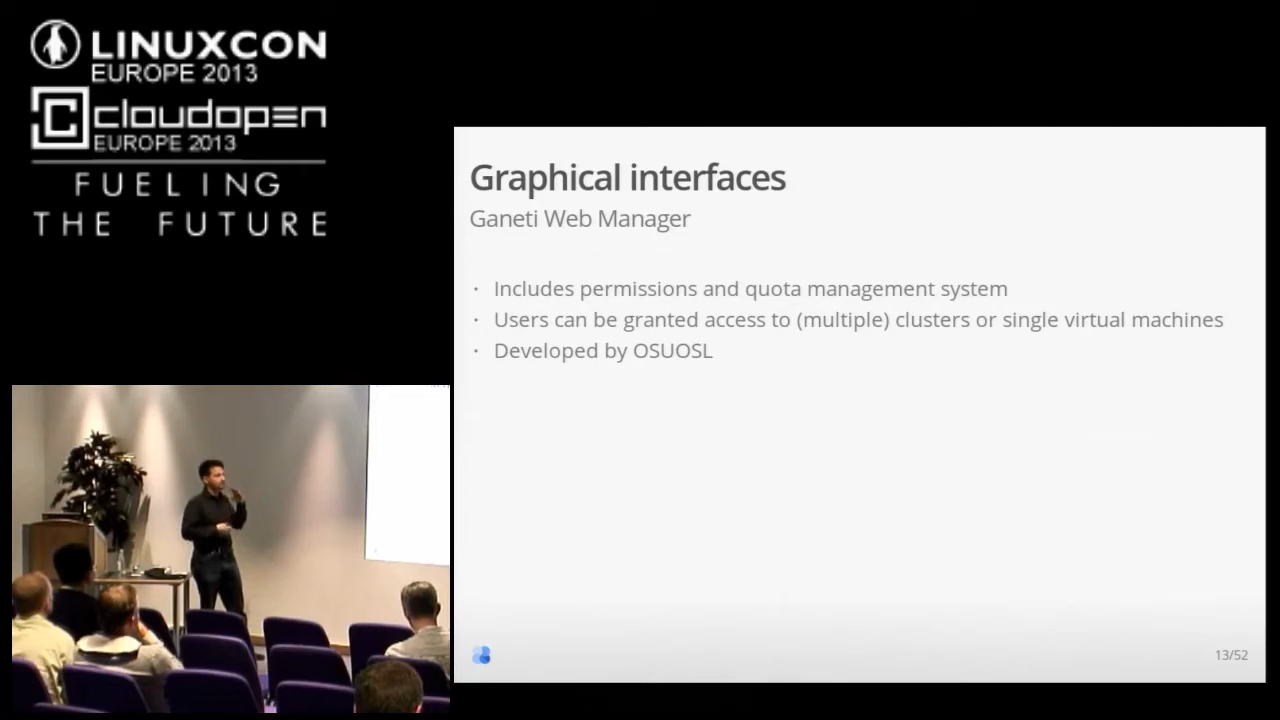 LINUXCON
EUROPE 2013
cloudopen
EUROPE 2013
FUELING
THE FUTURE
Graphical interfaces
Ganeti Web Manager
· Includes permissions and quota management system
· Users can be granted access to (multiple) clusters or single virtual machines
· Developed by OSUOSL
13/52